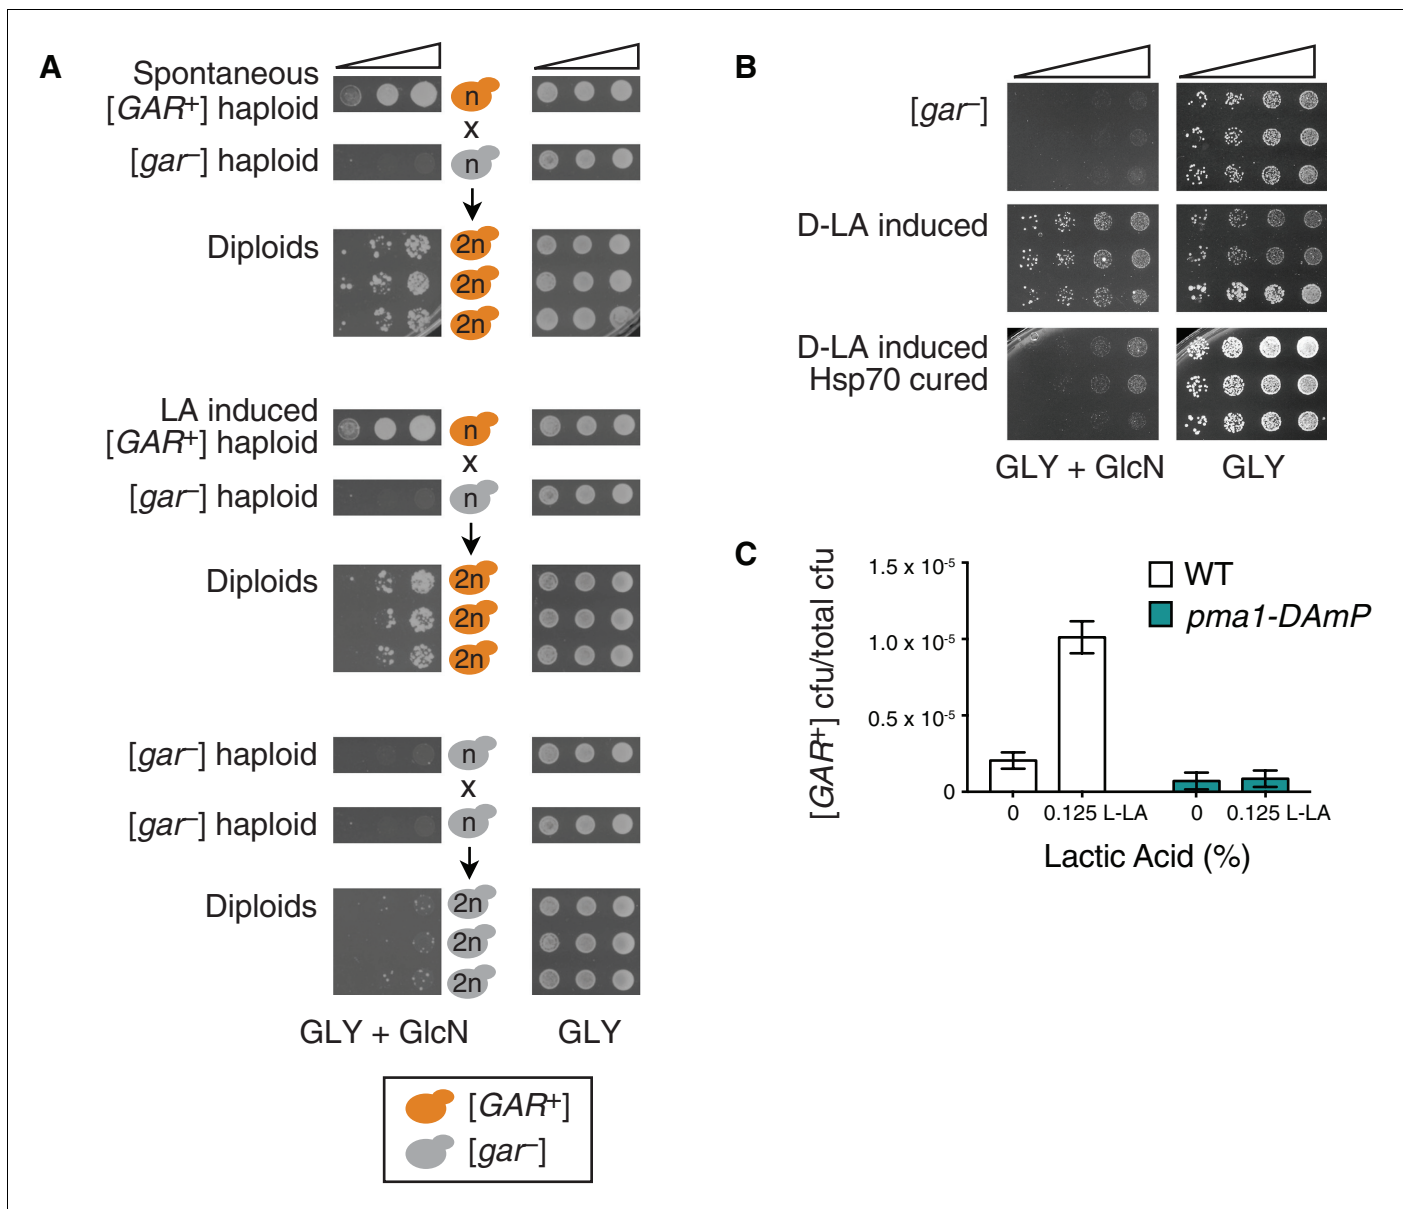 A
Spontaneous
[GAR⁺] haploid
n
x
[gar⁻] haploid
n
Diploids
2n
2n
2n
LA induced
[GAR⁺] haploid
n
x
[gar⁻] haploid
n
Diploids
2n
2n
2n
[gar⁻] haploid
n
x
[gar⁻] haploid
n
Diploids
2n
2n
2n
GLY + GlcN
GLY
[GAR⁺]
[gar⁻]
B
[gar⁻]
D-LA induced
D-LA induced
Hsp70 cured
GLY + GlcN
GLY
C
[GAR⁺] cfu/total cfu
1.5 x 10⁻⁵
1.0 x 10⁻⁵
0.5 x 10⁻⁵
0
WT
pma1-DAmP
0
0.125 L-LA
0
0.125 L-LA
Lactic Acid (%)